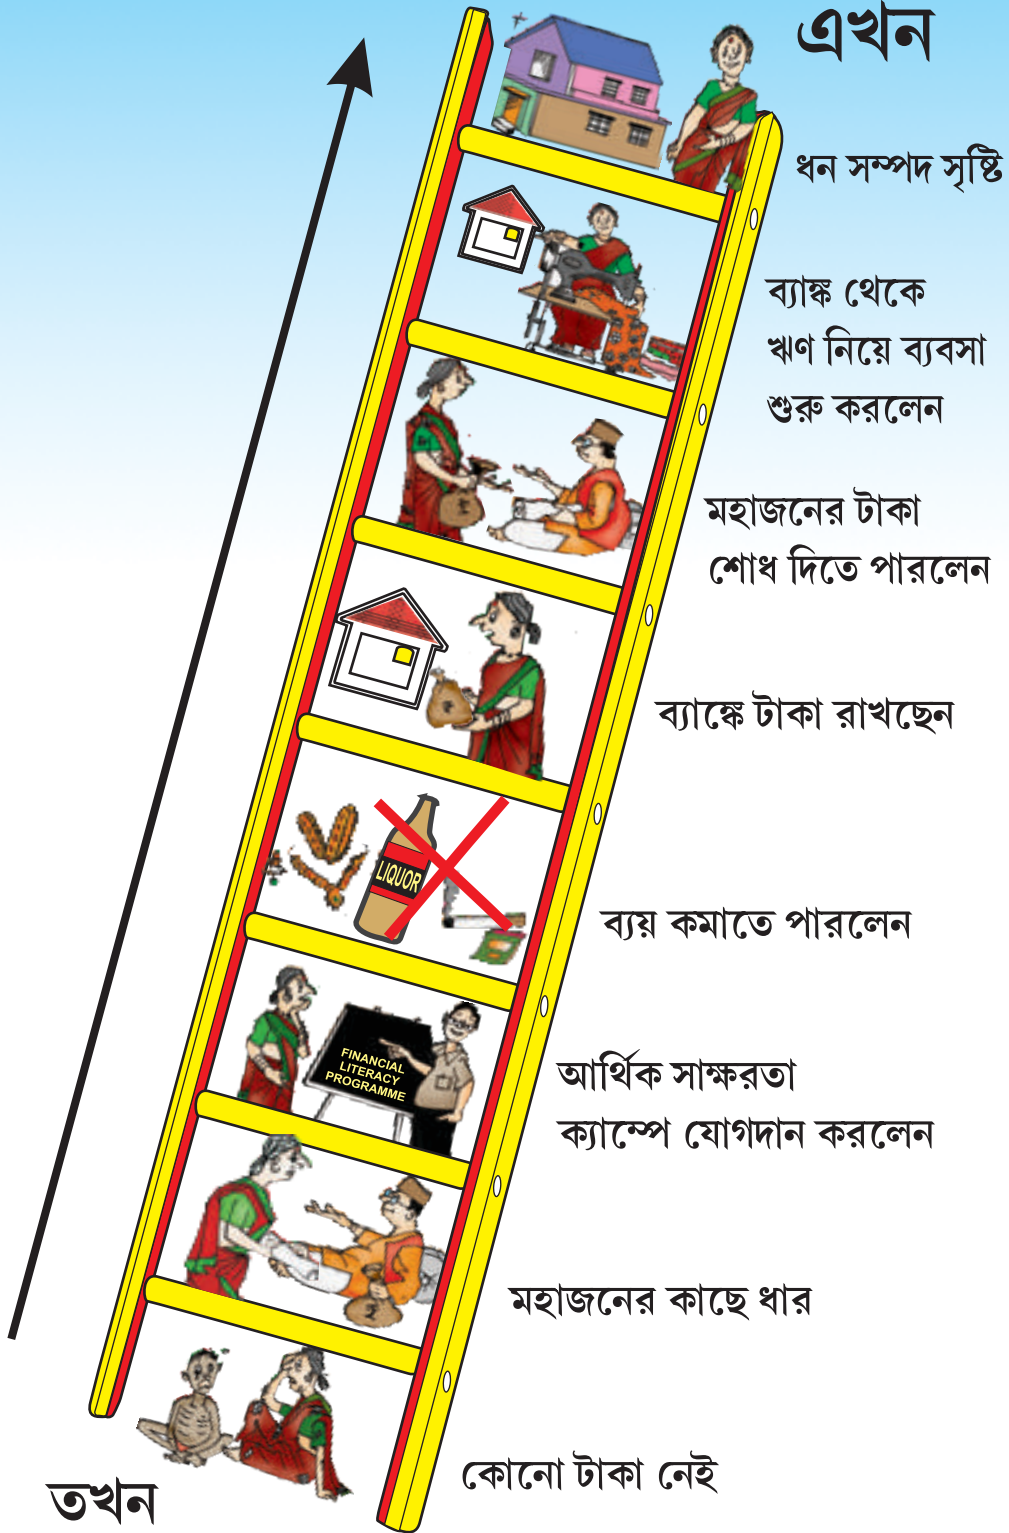 এখন
ধন সম্পদ সৃষ্টি
ব্যাঙ্ক থেকে
ঋণ নিয়ে ব্যবসা
শুরু করলেন
মহাজনের টাকা
শোধ দিতে পারলেন
ব্যাঙ্কে টাকা রাখছেন
LIQUOR
ব্যয় কমাতে পারলেন
FINANCIAL
LITERACY
PROGRAMME
আর্থিক সাক্ষরতা
ক্যাম্পে যোগদান করলেন
মহাজনের কাছে ধার
কোনো টাকা নেই
তখন